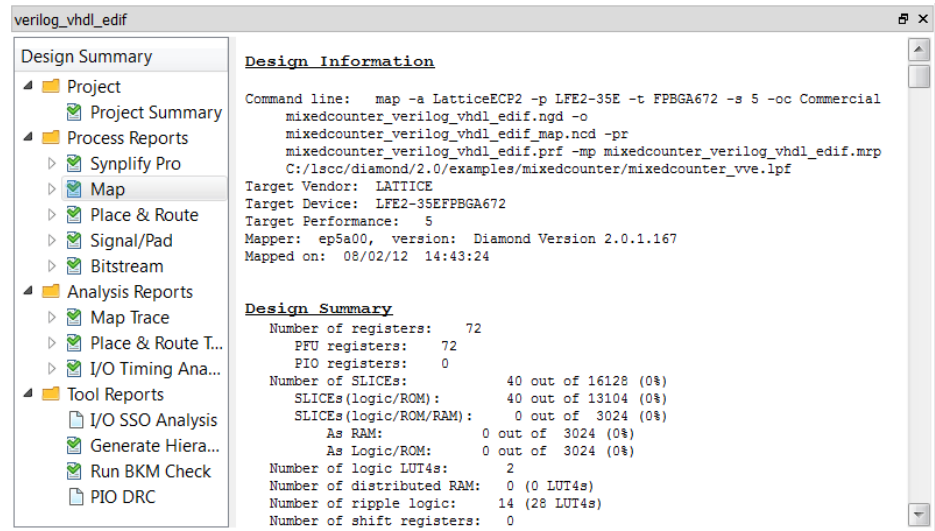 verilog_vhdl_edif
Design Summary
Project
Project Summary
Process Reports
Synplify Pro
Map
Place & Route
Signal/Pad
Bitstream
Analysis Reports
Map Trace
Place & Route T...
I/O Timing Ana...
Tool Reports
I/O SSO Analysis
Generate Hiera...
Run BKM Check
PIO DRC
Design Information
Command line: map -a LatticeECP2 -p LFE2-35E -t FPBGA672 -s 5 -oc Commercial
mixedcounter_verilog_vhdl_edif.ngd -o
mixedcounter_verilog_vhdl_edif_map.ncd -pr
mixedcounter_verilog_vhdl_edif.prf -mp mixedcounter_verilog_vhdl_edif.mrp
C:/lscc/diamond/2.0/examples/mixedcounter/mixedcounter_vve.lpf
Target Vendor: LATTICE
Target Device: LFE2-35EFPBGA672
Target Performance: 5
Mapper: ep5a00, version: Diamond Version 2.0.1.167
Mapped on: 08/02/12 14:43:24
Design Summary
Number of registers: 72
PFU registers: 72
PIO registers: 0
Number of SLICEs: 40 out of 16128 (0%)
SLICEs(logic/ROM): 40 out of 13104 (0%)
SLICEs(logic/ROM/RAM): 0 out of 3024 (0%)
As RAM: 0 out of 3024 (0%)
As Logic/ROM: 0 out of 3024 (0%)
Number of logic LUT4s: 2
Number of distributed RAM: 0 (0 LUT4s)
Number of ripple logic: 14 (28 LUT4s)
Number of shift registers: 0